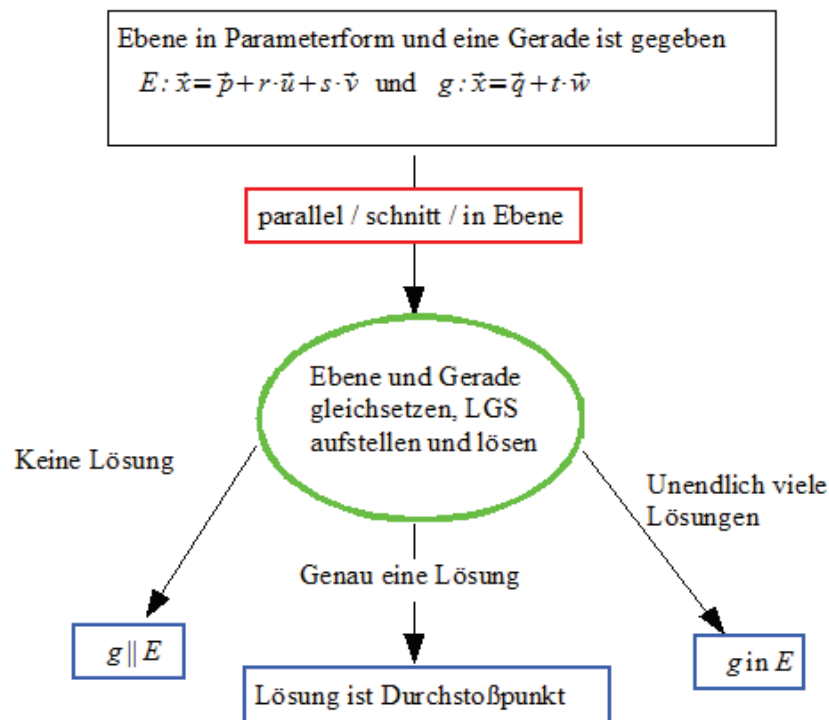 Ebene in Parameterform und eine Gerade ist gegeben
E: x⃗=p⃗+r·u⃗+s·v⃗ und g: x⃗=q⃗+t·w⃗
parallel / schnitt / in Ebene
Ebene und Gerade
gleichsetzen, LGS
aufstellen und lösen
Keine Lösung
Unendlich viele
Lösungen
Genau eine Lösung
g || E
g in E
Lösung ist Durchstoßpunkt